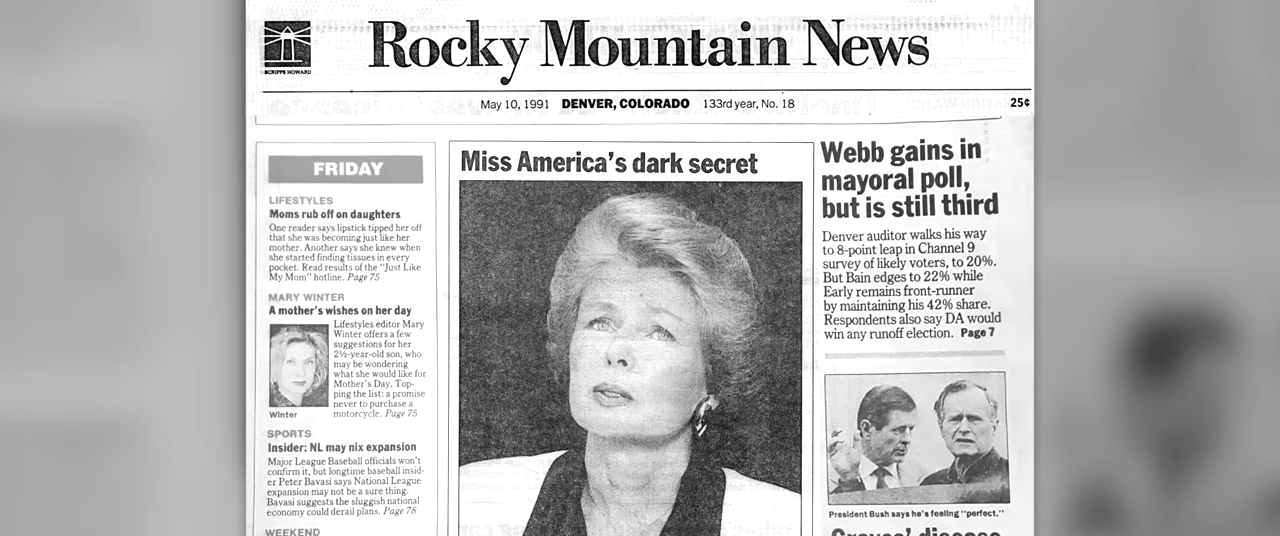 SCRIPPS HOWARD
Rocky Mountain News
May 10, 1991 DENVER, COLORADO 133rd year, No. 18 25¢
FRIDAY
LIFESTYLES
Moms rub off on daughters
One reader says lipstick tipped her off
that she was becoming just like her
mother. Another says she knew when
she started finding tissues in every
pocket. Read results of the “Just Like
My Mom” hotline. Page 75
MARY WINTER
A mother's wishes on her day
Lifestyles editor Mary
Winter offers a few
suggestions for her
2½-year-old son, who
may be wondering
what she would like for
Mother's Day. Top-
ping the list: a promise
never to purchase a
motorcycle. Page 75
Winter
SPORTS
Insider: NL may nix expansion
Major League Baseball officials won't
confirm it, but longtime baseball insid-
er Peter Bavasi says National League
expansion may not be a sure thing.
Bavasi suggests the sluggish national
economy could derail plans. Page 78
WEEKEND
Miss America's dark secret
Webb gains in
mayoral poll,
but is still third
Denver auditor walks his way
to 8-point leap in Channel 9
survey of likely voters, to 20%.
But Bain edges to 22% while
Early remains front-runner
by maintaining his 42% share.
Respondents also say DA would
win any runoff election. Page 7
President Bush says he's feeling “perfect.”
Graves' disease